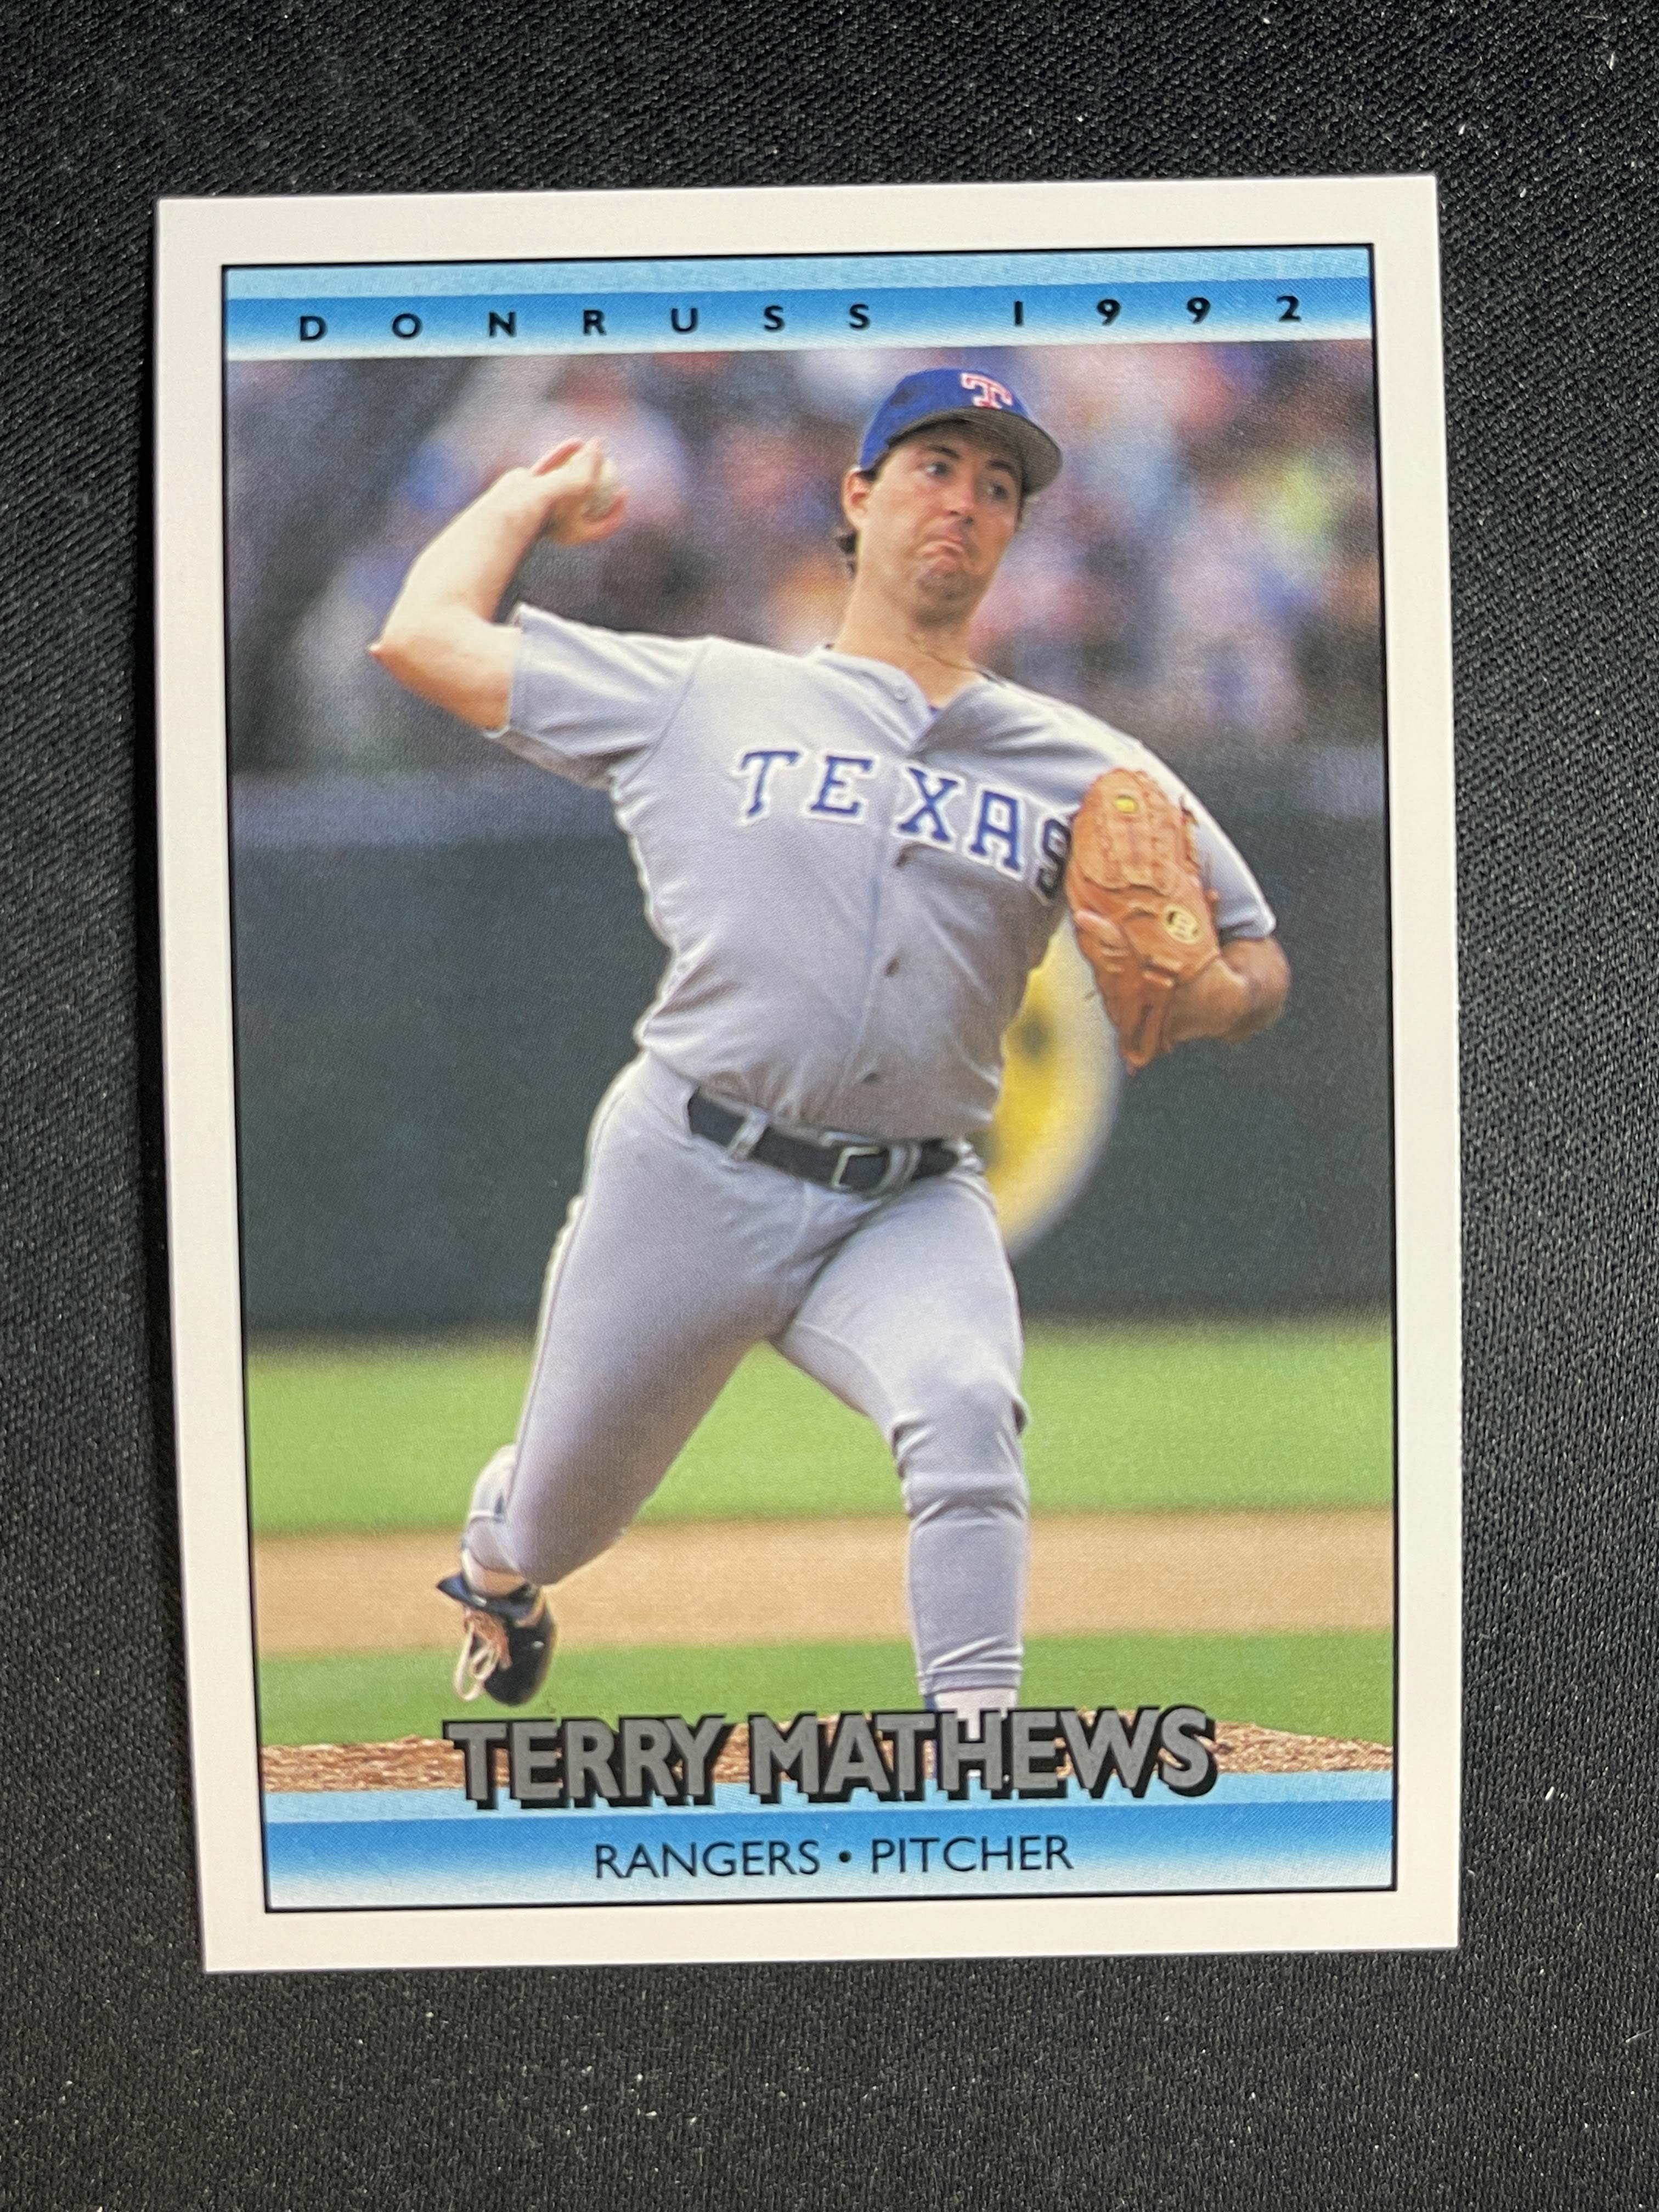 DONRUSS 1992
T
TEXAS
R
TERRY MATHEWS
RANGERS • PITCHER